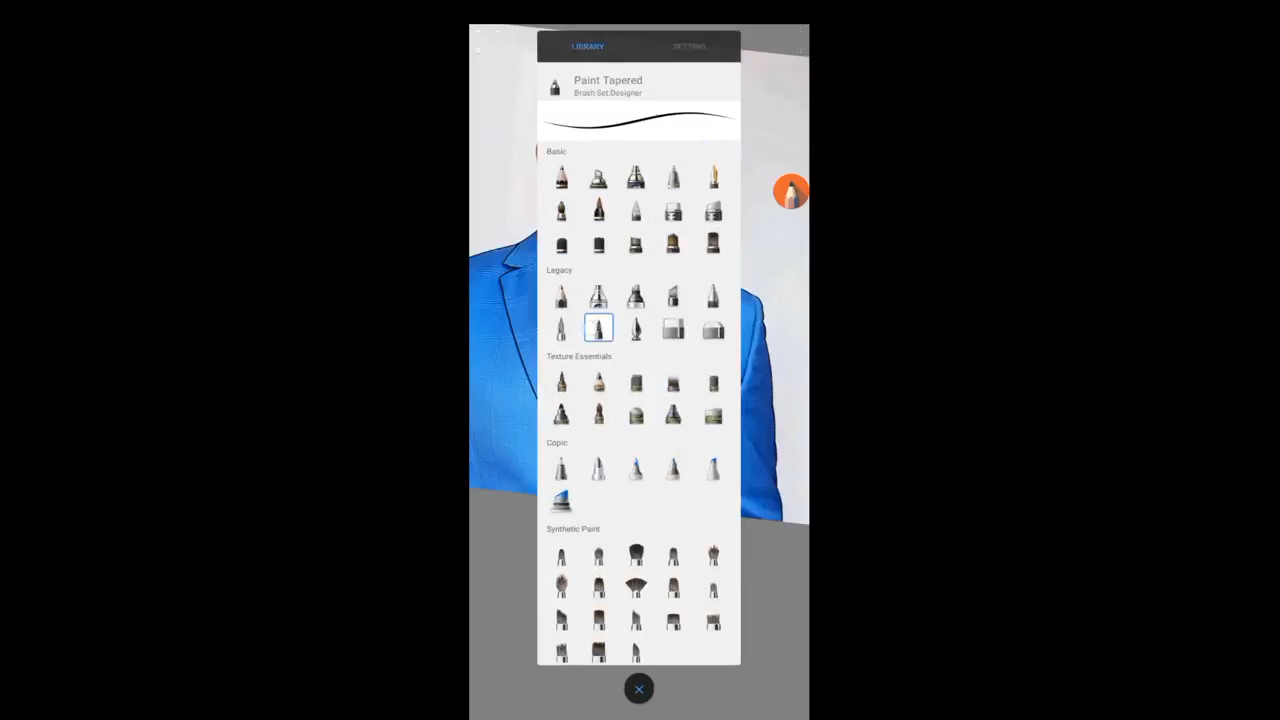 LIBRARY SETTING
Paint Tapered
Brush Set:Designer
Basic
Legacy
Texture Essentials
Copic
Synthetic Paint